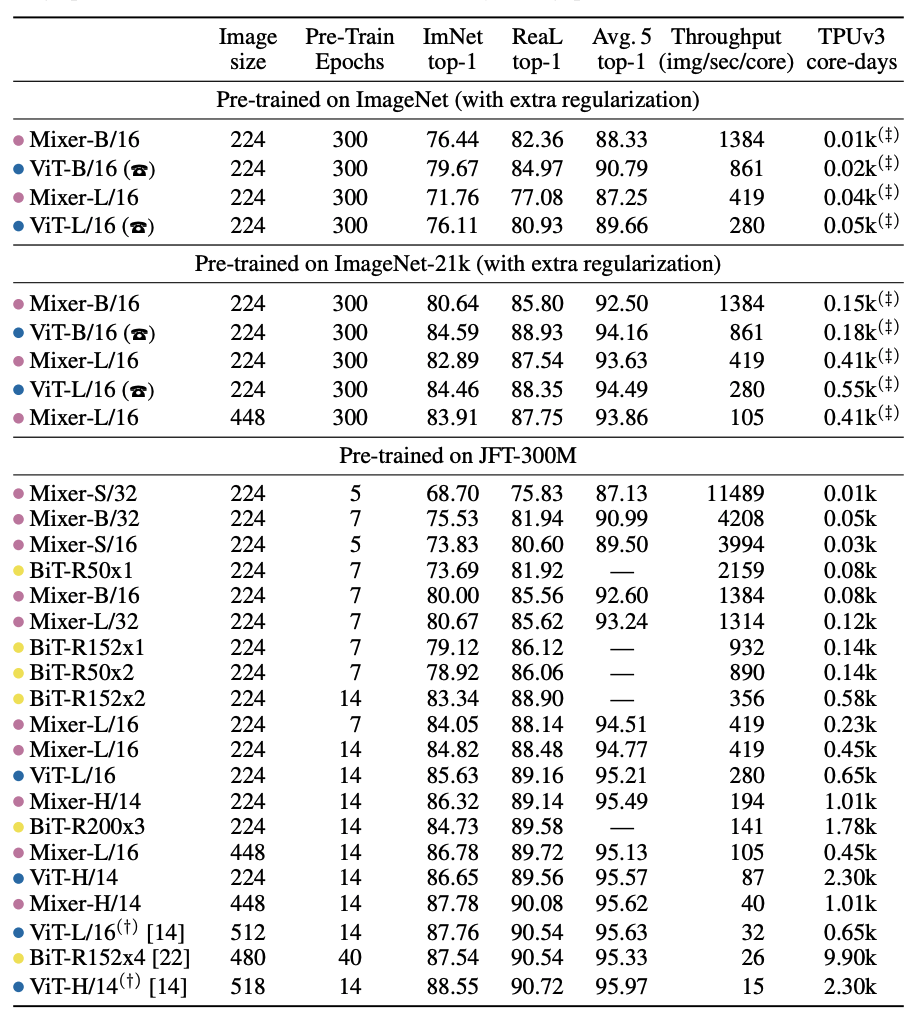 Image Pre-Train ImNet ReaL Avg. 5 Throughput TPUv3
size Epochs top-1 top-1 top-1 (img/sec/core) core-days
Pre-trained on ImageNet (with extra regularization)
Mixer-B/16 224 300 76.44 82.36 88.33 1384 0.01k(‡)
ViT-B/16 (☎) 224 300 79.67 84.97 90.79 861 0.02k(‡)
Mixer-L/16 224 300 71.76 77.08 87.25 419 0.04k(‡)
ViT-L/16 (☎) 224 300 76.11 80.93 89.66 280 0.05k(‡)
Pre-trained on ImageNet-21k (with extra regularization)
Mixer-B/16 224 300 80.64 85.80 92.50 1384 0.15k(‡)
ViT-B/16 (☎) 224 300 84.59 88.93 94.16 861 0.18k(‡)
Mixer-L/16 224 300 82.89 87.54 93.63 419 0.41k(‡)
ViT-L/16 (☎) 224 300 84.46 88.35 94.49 280 0.55k(‡)
Mixer-L/16 448 300 83.91 87.75 93.86 105 0.41k(‡)
Pre-trained on JFT-300M
Mixer-S/32 224 5 68.70 75.83 87.13 11489 0.01k
Mixer-B/32 224 7 75.53 81.94 90.99 4208 0.05k
Mixer-S/16 224 5 73.83 80.60 89.50 3994 0.03k
BiT-R50x1 224 7 73.69 81.92 — 2159 0.08k
Mixer-B/16 224 7 80.00 85.56 92.60 1384 0.08k
Mixer-L/32 224 7 80.67 85.62 93.24 1314 0.12k
BiT-R152x1 224 7 79.12 86.12 — 932 0.14k
BiT-R50x2 224 7 78.92 86.06 — 890 0.14k
BiT-R152x2 224 14 83.34 88.90 — 356 0.58k
Mixer-L/16 224 7 84.05 88.14 94.51 419 0.23k
Mixer-L/16 224 14 84.82 88.48 94.77 419 0.45k
ViT-L/16 224 14 85.63 89.16 95.21 280 0.65k
Mixer-H/14 224 14 86.32 89.14 95.49 194 1.01k
BiT-R200x3 224 14 84.73 89.58 — 141 1.78k
Mixer-L/16 448 14 86.78 89.72 95.13 105 0.45k
ViT-H/14 224 14 86.65 89.56 95.57 87 2.30k
Mixer-H/14 448 14 87.78 90.08 95.62 40 1.01k
ViT-L/16(†) [14] 512 14 87.76 90.54 95.63 32 0.65k
BiT-R152x4 [22] 480 40 87.54 90.54 95.33 26 9.90k
ViT-H/14(†) [14] 518 14 88.55 90.72 95.97 15 2.30k